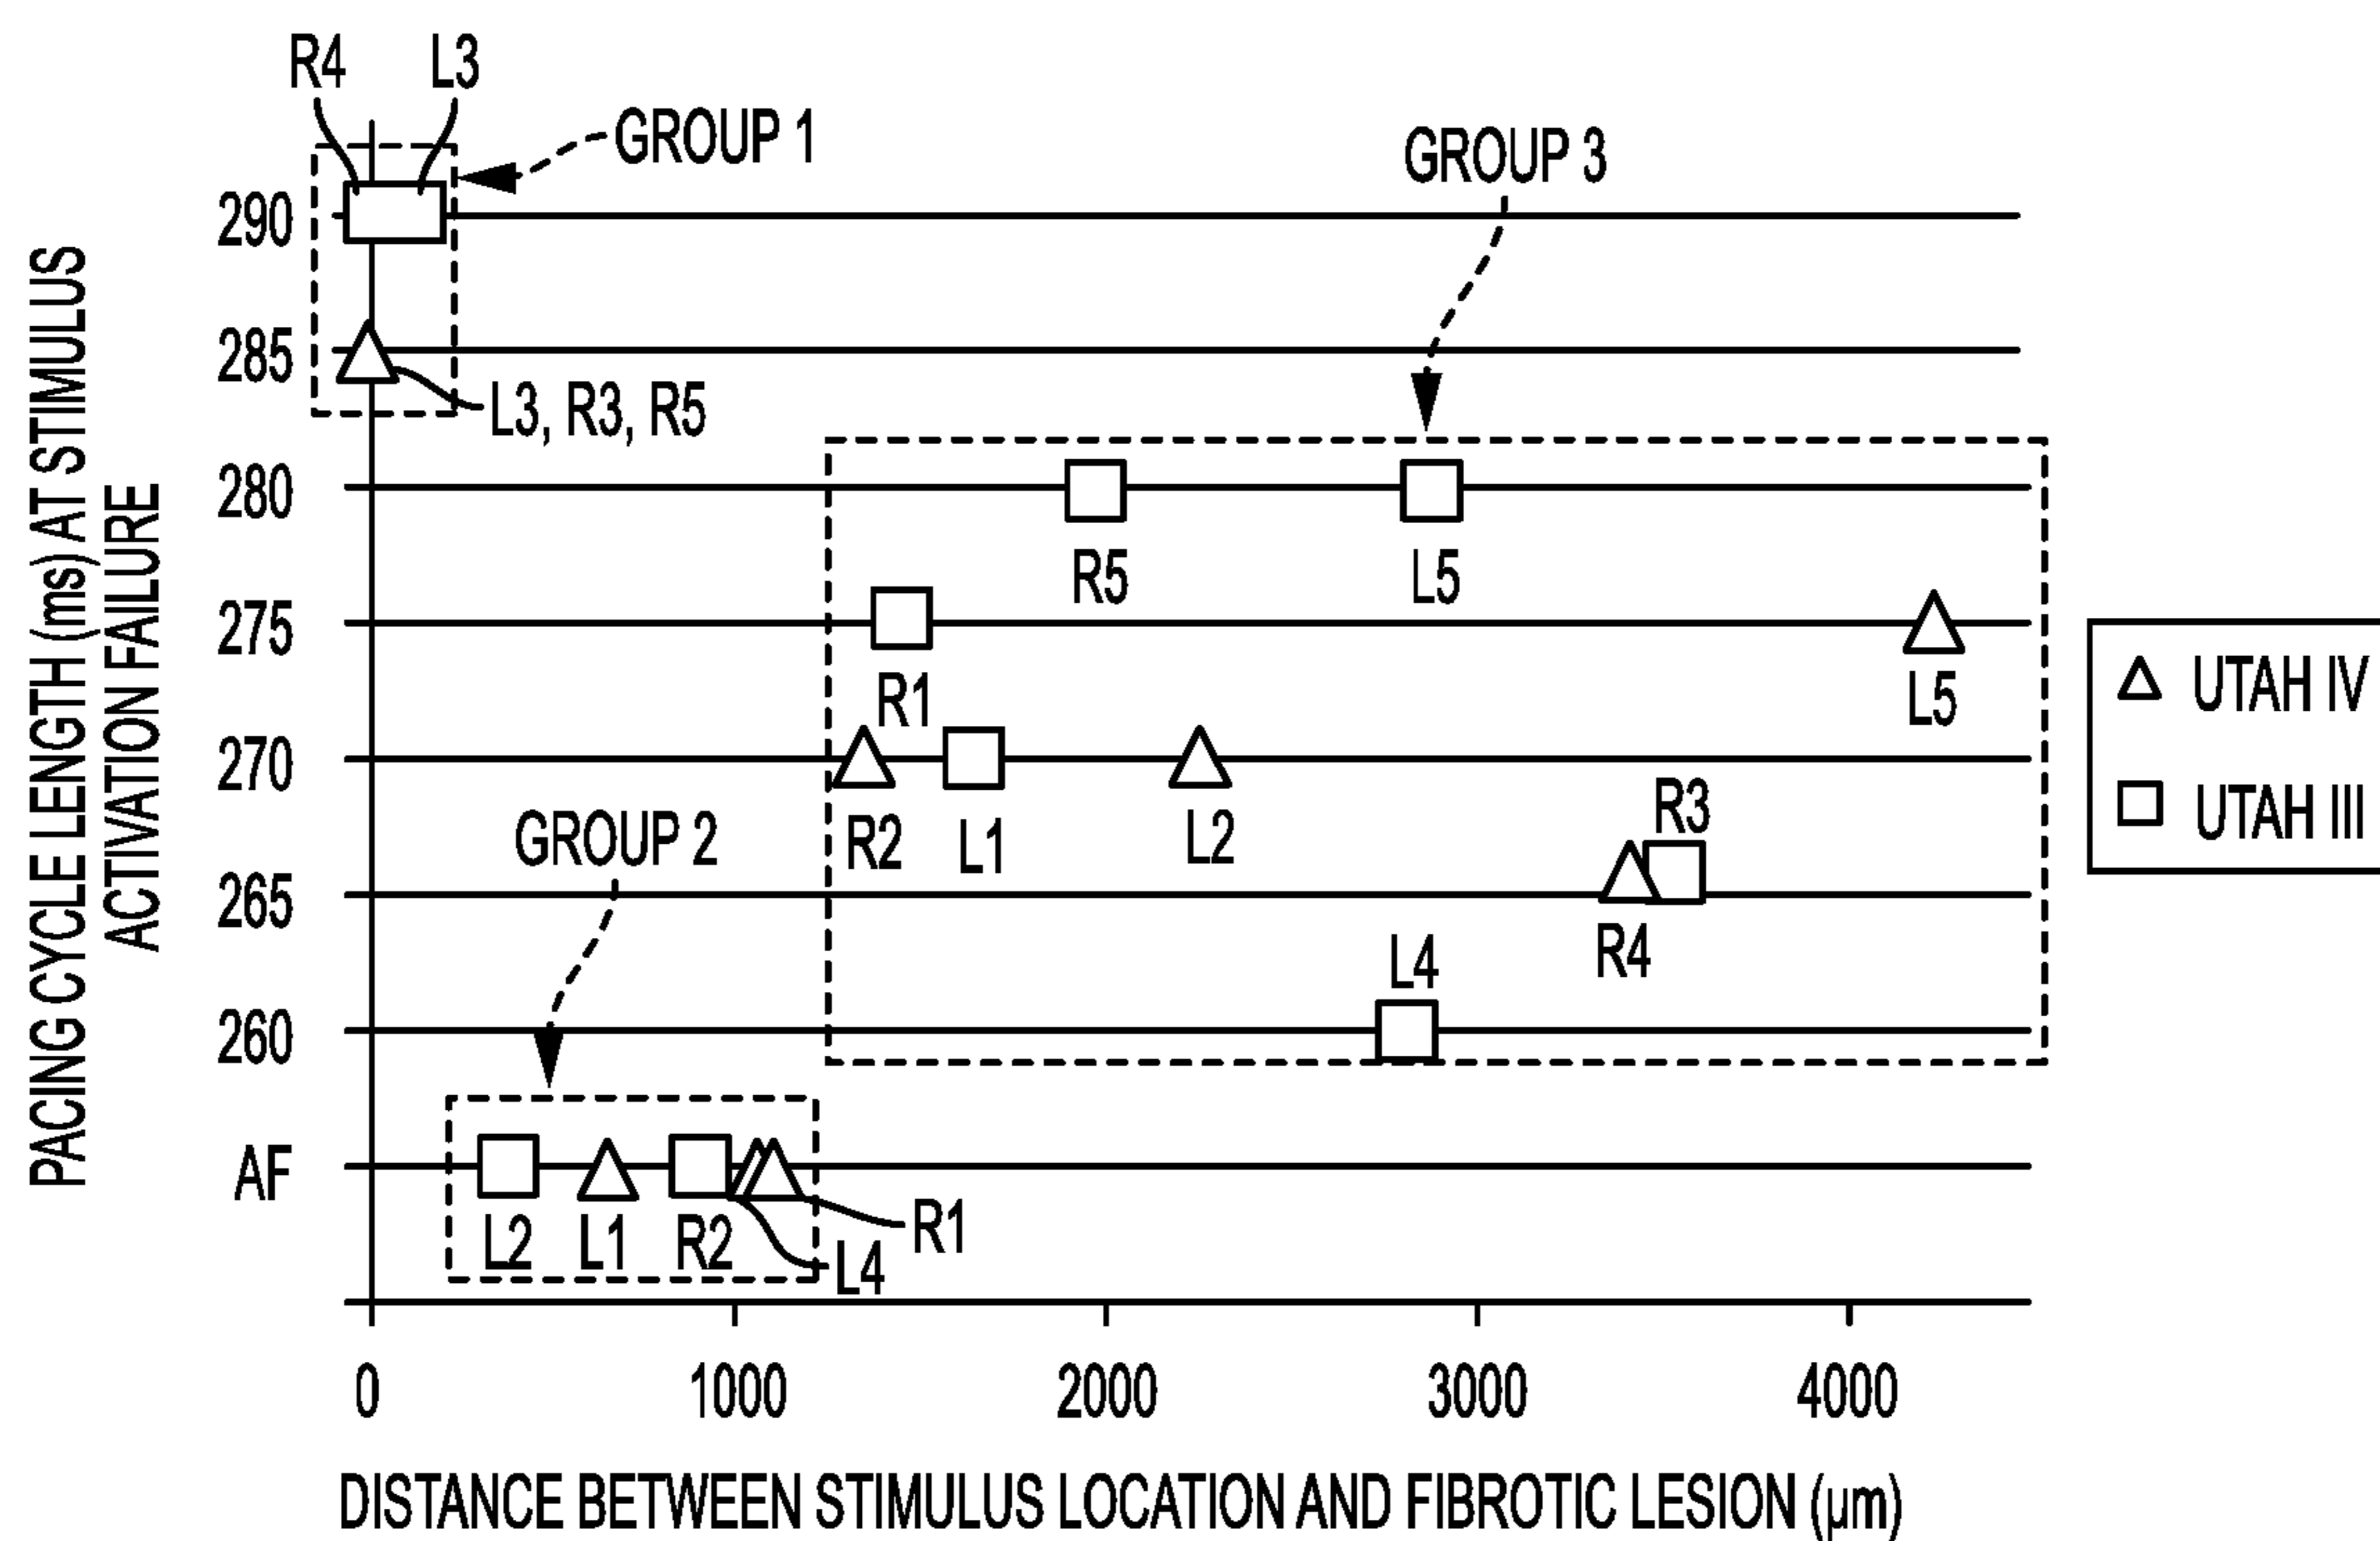 R4 L3
GROUP 1
GROUP 3
290
285
L3, R3, R5
280
R5 L5
275
R1
L5
270
R2 L1 L2
R3
GROUP 2
265
R4
L4
260
AF
L2 L1 R2
R1
L4
0 1000 2000 3000 4000
DISTANCE BETWEEN STIMULUS LOCATION AND FIBROTIC LESION (µm)
PACING CYCLE LENGTH (ms) AT STIMULUS
ACTIVATION FAILURE
UTAH IV
UTAH III